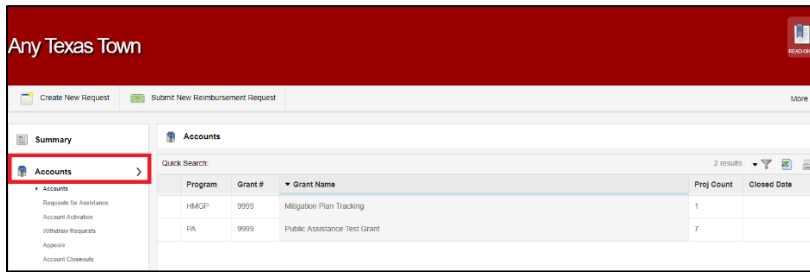 Any Texas Town
Create New Request Submit New Reimbursement Request More
Summary
Accounts
Accounts
Requests for Assistance
Account Activation
Withdraw Requests
Appeals
Account Closeouts
Accounts
Quick Search: 2 results
Program Grant # Grant Name Proj Count Closed Date
HMGP 9999 Mitigation Plan Tracking 1
PA 9999 Public Assistance Test Grant 7